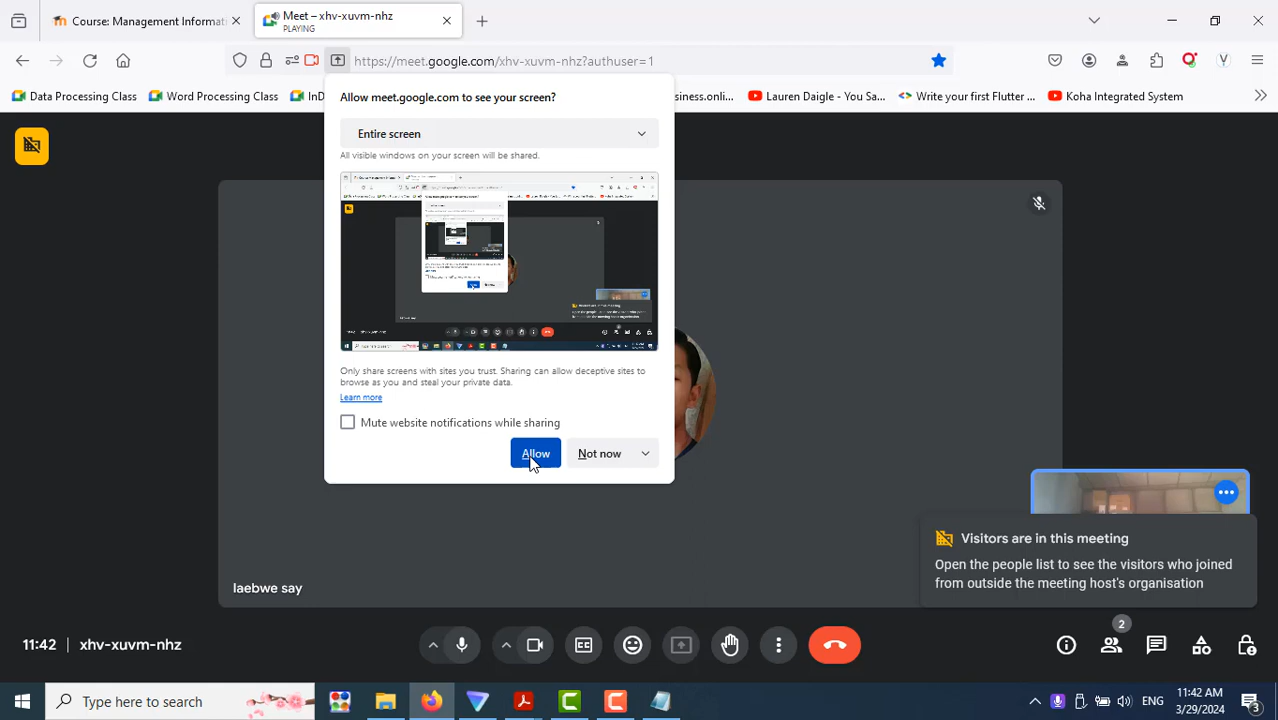 Course: Management Informat
Meet – xhv-xuvm-nhz
PLAYING
https://meet.google.com/xhv-xuvm-nhz?authuser=1
Data Processing Class
Word Processing Class
InD
siness.onli...
Lauren Daigle - You Sa...
Write your first Flutter ...
Koha Integrated System
Allow meet.google.com to see your screen?
Entire screen
All visible windows on your screen will be shared.
Only share screens with sites you trust. Sharing can allow deceptive sites to
browse as you and steal your private data.
Learn more
Mute website notifications while sharing
Allow
Not now
Visitors are in this meeting
Open the people list to see the visitors who joined
from outside the meeting host's organisation
laebwe say
2
11:42 | xhv-xuvm-nhz
Type here to search
ENG
11:42 AM
3/29/2024
3